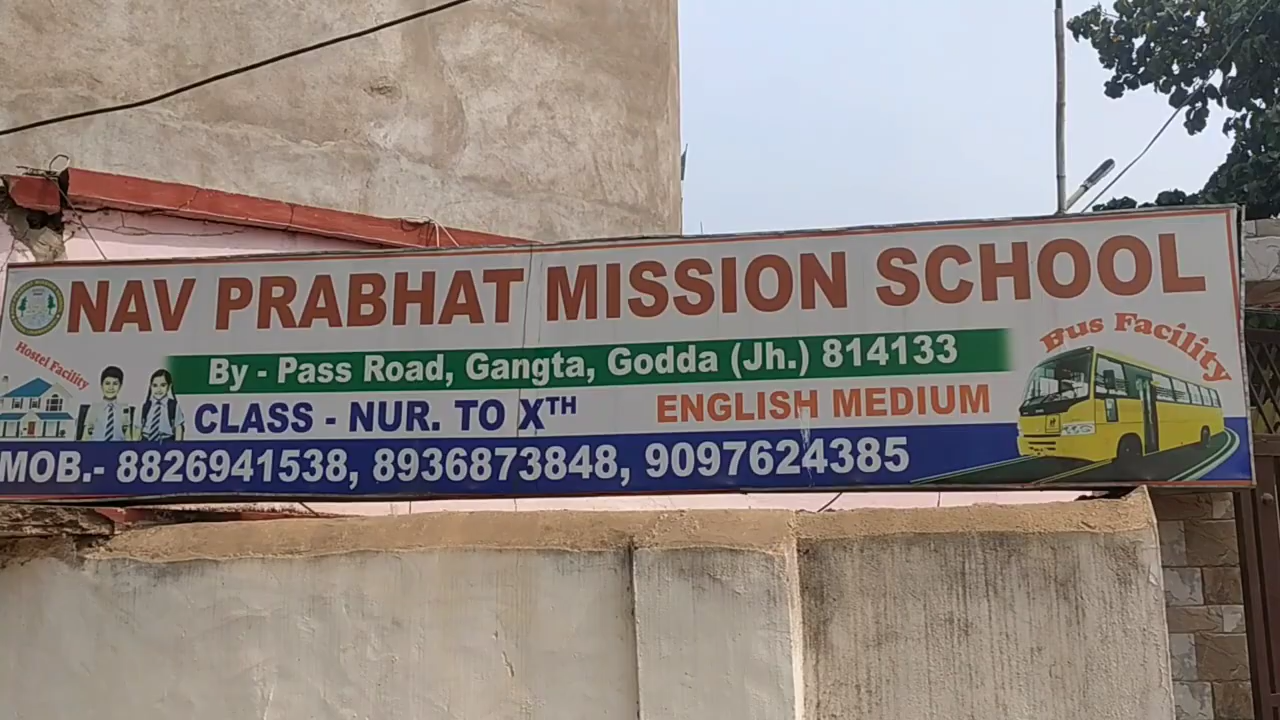 NAV PRABHAT MISSION SCHOOL
By - Pass Road, Gangta, Godda (Jh.) 814133
Hostel Facility
Bus Facility
CLASS - NUR. TO XTH
ENGLISH MEDIUM
MOB.- 8826941538, 8936873848, 9097624385